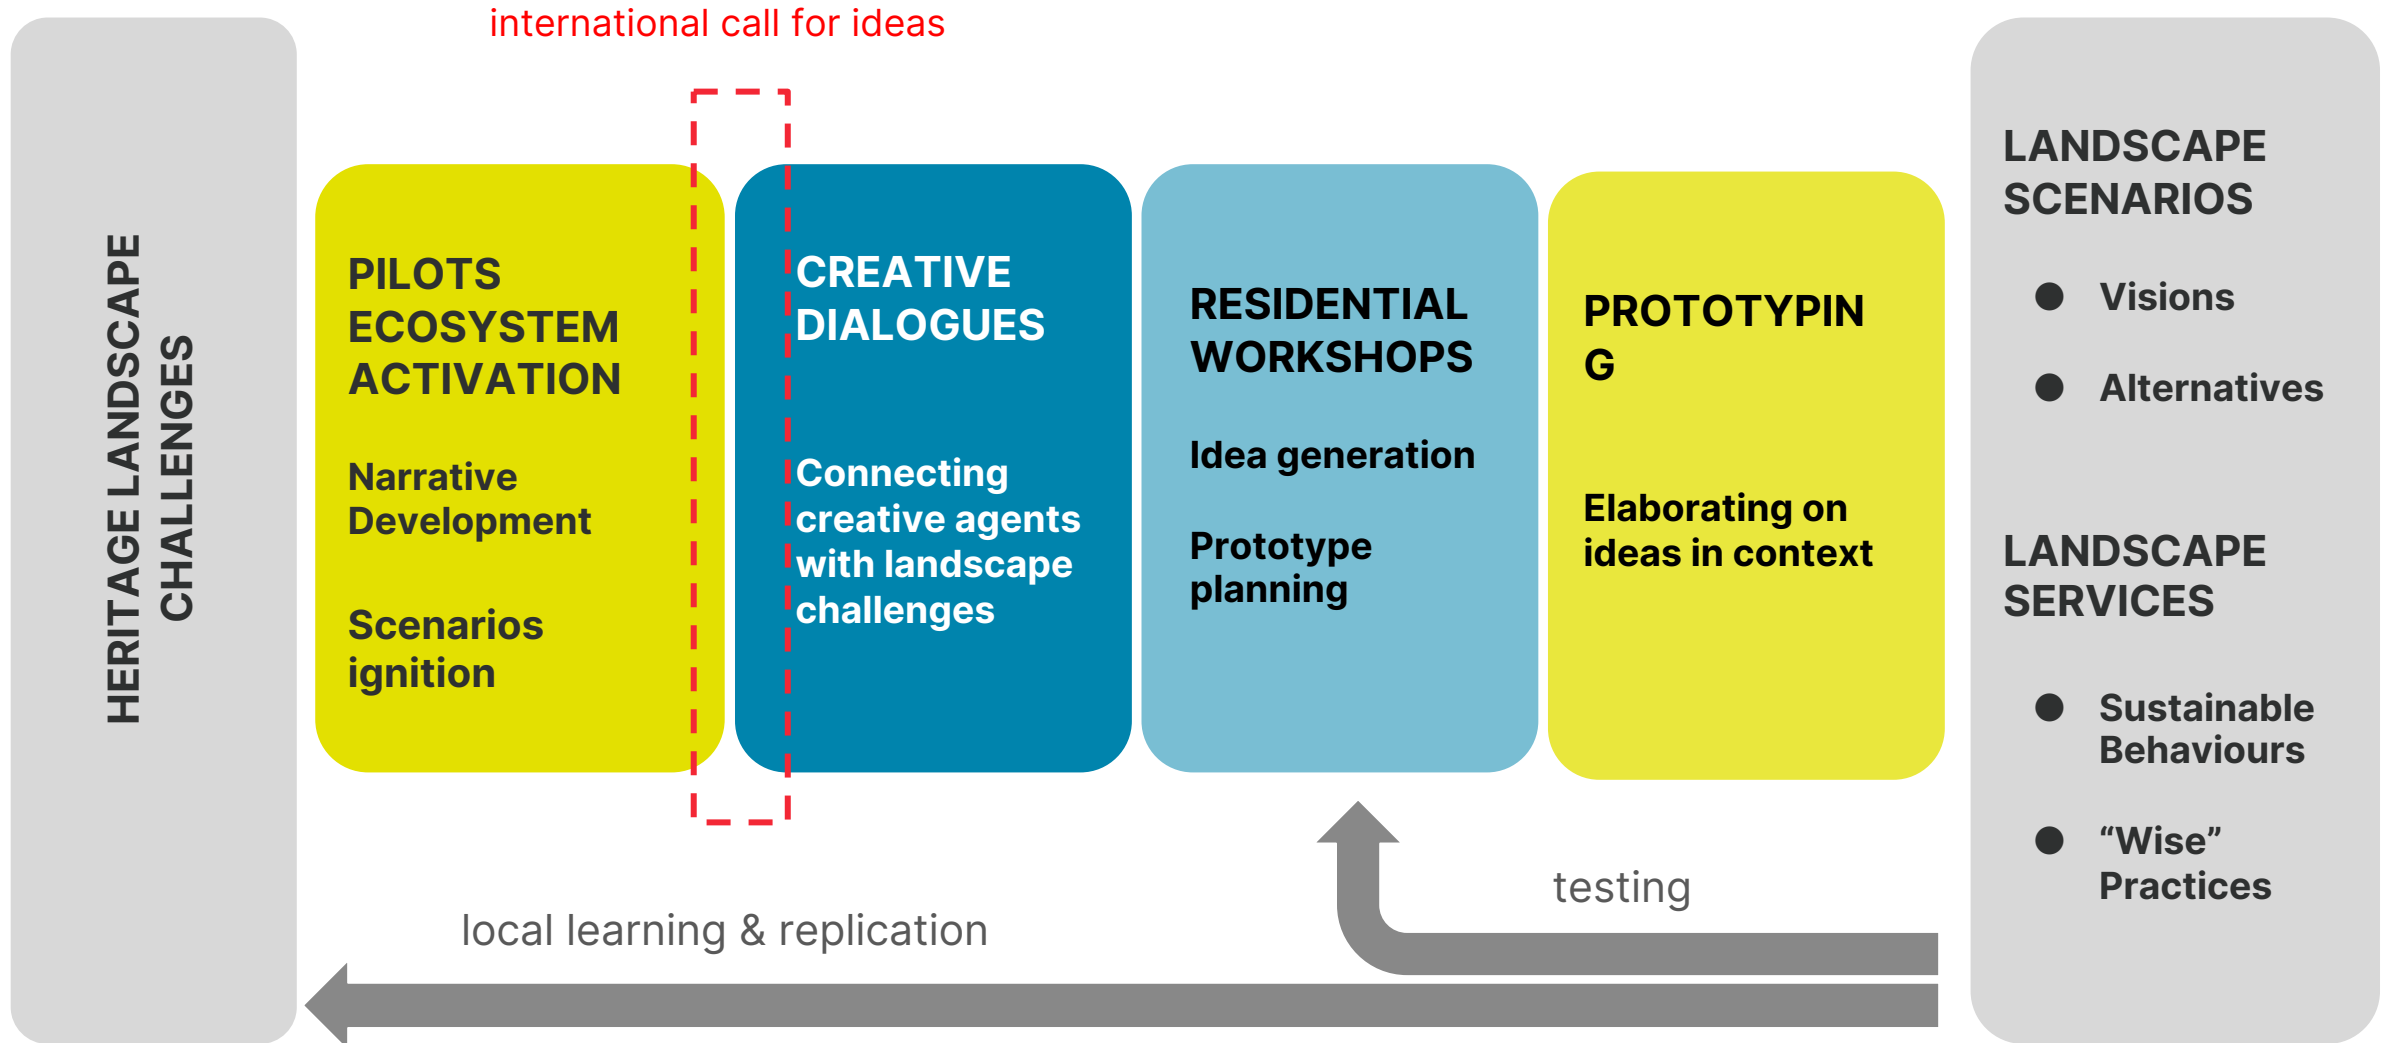 international call for ideas
HERITAGE LANDSCAPE
CHALLENGES
PILOTS
ECOSYSTEM
ACTIVATION
Narrative
Development
Scenarios
ignition
CREATIVE
DIALOGUES
Connecting
creative agents
with landscape
challenges
RESIDENTIAL
WORKSHOPS
Idea generation
Prototype
planning
PROTOTYPIN
G
Elaborating on
ideas in context
LANDSCAPE
SCENARIOS
● Visions
● Alternatives
LANDSCAPE
SERVICES
● Sustainable
Behaviours
● “Wise”
Practices
testing
local learning & replication